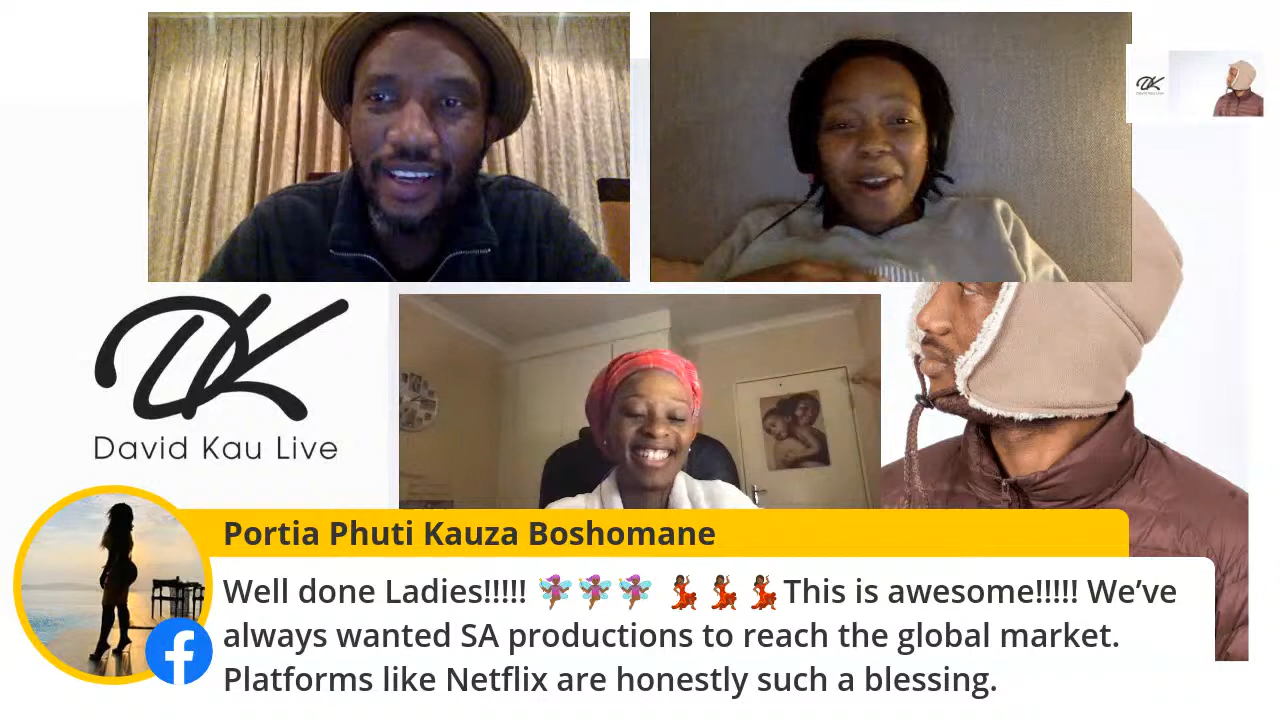 David Kau Live
Portia Phuti Kauza Boshomane
Well done Ladies!!!!! 🧚🏾‍♀️🧚🏾‍♀️🧚🏾‍♀️ 💃🏾💃🏾💃🏾This is awesome!!!!! We’ve
always wanted SA productions to reach the global market.
Platforms like Netflix are honestly such a blessing.